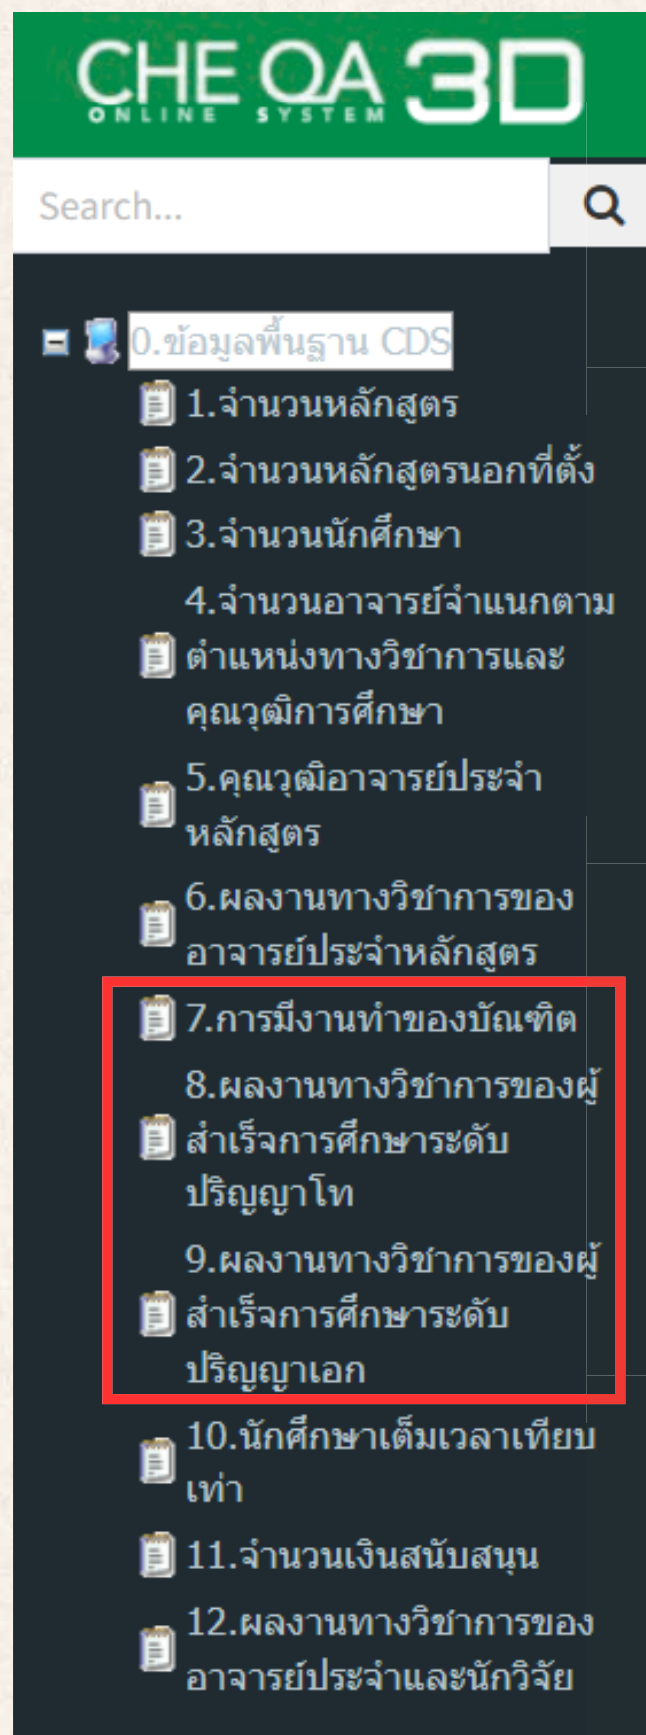 CHE QA 3D
ONLINE SYSTEM
Search...
0.ข้อมูลพื้นฐาน CDS
1.จำนวนหลักสูตร
2.จำนวนหลักสูตรนอกที่ตั้ง
3.จำนวนนักศึกษา
4.จำนวนอาจารย์จำแนกตาม
ตำแหน่งทางวิชาการและ
คุณวุฒิการศึกษา
5.คุณวุฒิอาจารย์ประจำ
หลักสูตร
6.ผลงานทางวิชาการของ
อาจารย์ประจำหลักสูตร
7.การมีงานทำของบัณฑิต
8.ผลงานทางวิชาการของผู้
สำเร็จการศึกษาระดับ
ปริญญาโท
9.ผลงานทางวิชาการของผู้
สำเร็จการศึกษาระดับ
ปริญญาเอก
10.นักศึกษาเต็มเวลาเทียบ
เท่า
11.จำนวนเงินสนับสนุน
12.ผลงานทางวิชาการของ
อาจารย์ประจำและนักวิจัย